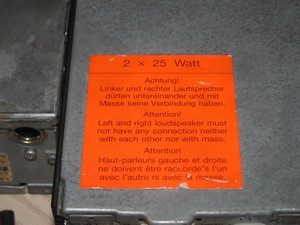 2 × 25 Watt
Achtung!
Linker und rechter Lautsprecher
dürfen untereinander und mit
Masse keine Verbindung haben.
Attention!
Left and right loudspeaker must
not have any connection neither
with each other nor with mass.
Attention
Haut-parleurs gauche et droite
ne doivent être raccordés l'un
avec l'autre ni avec la masse.